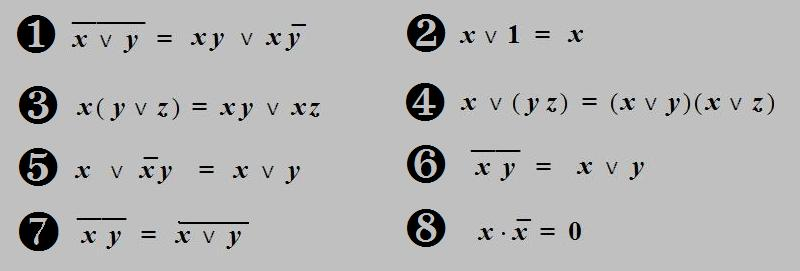 ❶ x̅ ̅∨̅ ̅y̅ = xy ∨ xy̅ ❷ x ∨ 1 = x
❸ x(y ∨ z) = xy ∨ xz ❹ x ∨ (yz) = (x ∨ y)(x ∨ z)
❺ x ∨ x̅y = x ∨ y ❻ x̅ ̅y̅ = x ∨ y
❼ x̅ ̅y̅ = x̅ ̅∨̅ ̅y̅ ❽ x · x̅ = 0